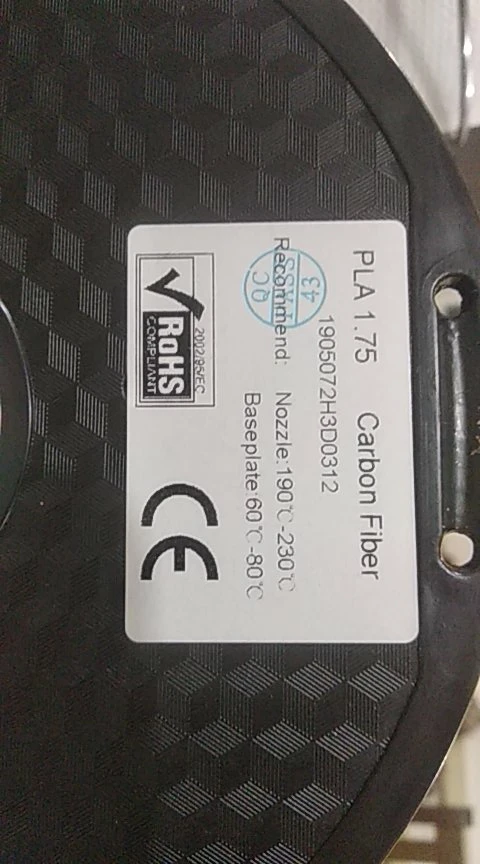 PLA 1.75 Carbon Fiber
1905072H3D0312
Recommend: Nozzle:190℃-230℃
Baseplate:60℃-80℃
43
QC
2002/95/EC
RoHS
COMPLIANT
CE